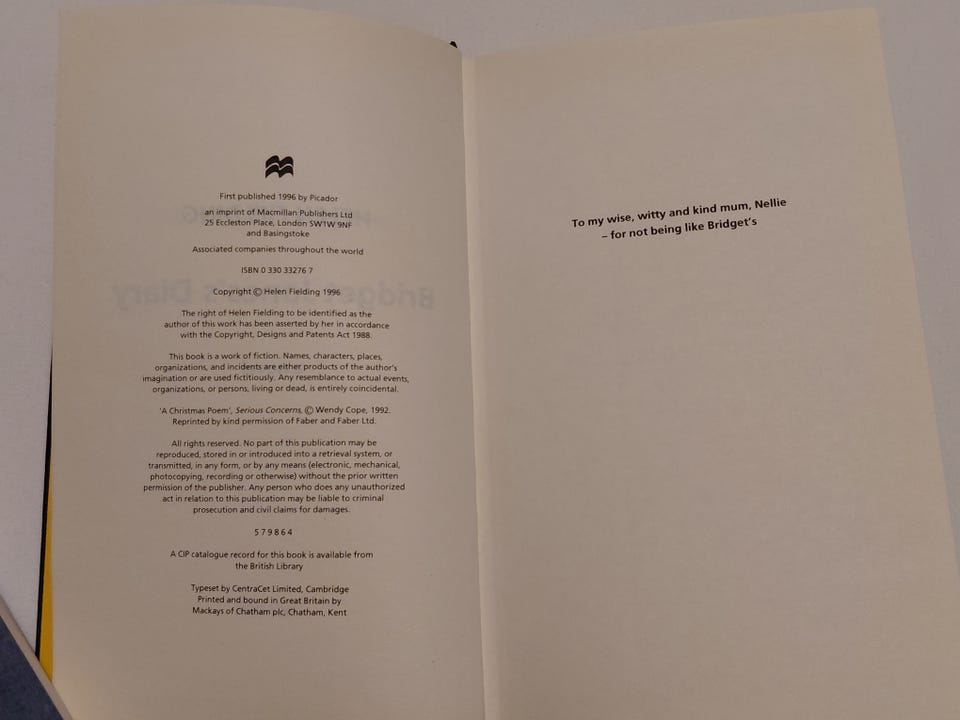 First published 1996 by Picador
an imprint of Macmillan Publishers Ltd
25 Eccleston Place, London SW1W 9NF
and Basingstoke
Associated companies throughout the world
ISBN 0 330 33276 7
Copyright © Helen Fielding 1996
The right of Helen Fielding to be identified as the
author of this work has been asserted by her in accordance
with the Copyright, Designs and Patents Act 1988.
This book is a work of fiction. Names, characters, places,
organizations, and incidents are either products of the author's
imagination or are used fictitiously. Any resemblance to actual events,
organizations, or persons, living or dead, is entirely coincidental.
'A Christmas Poem', Serious Concerns, © Wendy Cope, 1992.
Reprinted by kind permission of Faber and Faber Ltd.
All rights reserved. No part of this publication may be
reproduced, stored in or introduced into a retrieval system, or
transmitted, in any form, or by any means (electronic, mechanical,
photocopying, recording or otherwise) without the prior written
permission of the publisher. Any person who does any unauthorized
act in relation to this publication may be liable to criminal
prosecution and civil claims for damages.
5 7 9 8 6 4
A CIP catalogue record for this book is available from
the British Library
Typeset by CentraCet Limited, Cambridge
Printed and bound in Great Britain by
Mackays of Chatham plc, Chatham, Kent
To my wise, witty and kind mum, Nellie
– for not being like Bridget's